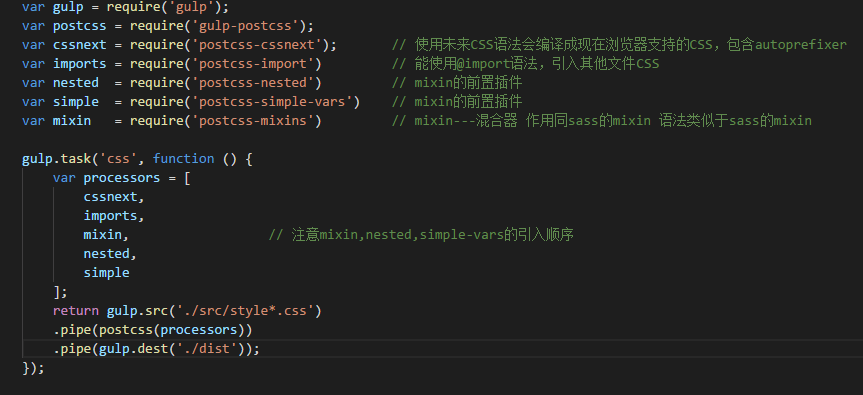 var gulp = require('gulp');
var postcss = require('gulp-postcss');
var cssnext = require('postcss-cssnext');       // 使用未来CSS语法会编译成现在浏览器支持的CSS，包含autoprefixer
var imports = require('postcss-import')         // 能使用@import语法，引入其他文件CSS
var nested  = require('postcss-nested')         // mixin的前置插件
var simple  = require('postcss-simple-vars')    // mixin的前置插件
var mixin   = require('postcss-mixins')         // mixin---混合器 作用同sass的mixin 语法类似于sass的mixin
gulp.task('css', function () {
    var processors = [
        cssnext,
        imports,
        mixin,                  // 注意mixin,nested,simple-vars的引入顺序
        nested,
        simple
    ];
    return gulp.src('./src/style*.css')
    .pipe(postcss(processors))
    .pipe(gulp.dest('./dist'));
});